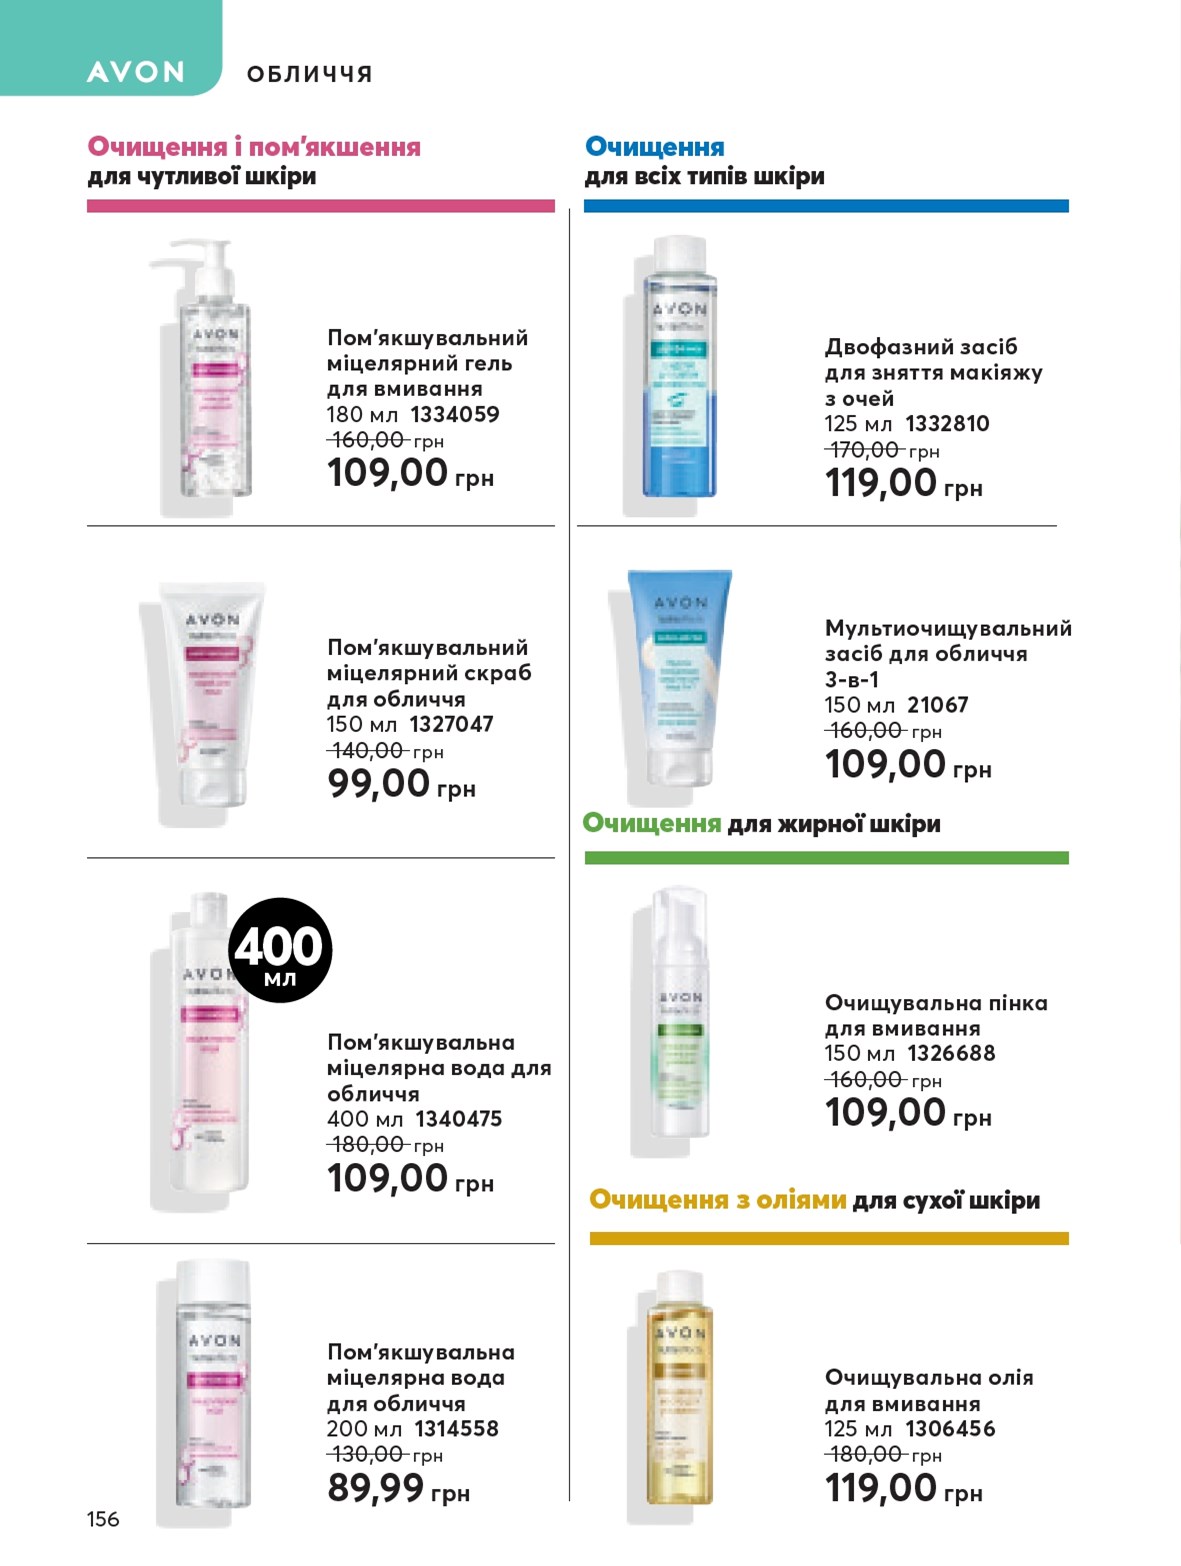 AVON
ОБЛИЧЧЯ
Очищення і пом’якшення
для чутливої шкіри
AVON
Пом’якшувальний
міцелярний гель
для вмивання
180 мл 1334059
160,00 грн
109,00 грн
AVON
Пом’якшувальний
міцелярний скраб
для обличчя
150 мл 1327047
140,00 грн
99,00 грн
400
МЛ
AVON
Пом’якшувальна
міцелярна вода для
обличчя
400 мл 1340475
180,00 грн
109,00 грн
AVON
Пом’якшувальна
міцелярна вода
для обличчя
200 мл 1314558
130,00 грн
89,99 грн
Очищення
для всіх типів шкіри
AVON
Двофазний засіб
для зняття макіяжу
з очей
125 мл 1332810
170,00 грн
119,00 грн
AVON
Мультиочищувальний
засіб для обличчя
3-в-1
150 мл 21067
160,00 грн
109,00 грн
Очищення для жирної шкіри
AVON
Очищувальна пінка
для вмивання
150 мл 1326688
160,00 грн
109,00 грн
Очищення з оліями для сухої шкіри
AVON
Очищувальна олія
для вмивання
125 мл 1306456
180,00 грн
119,00 грн
156